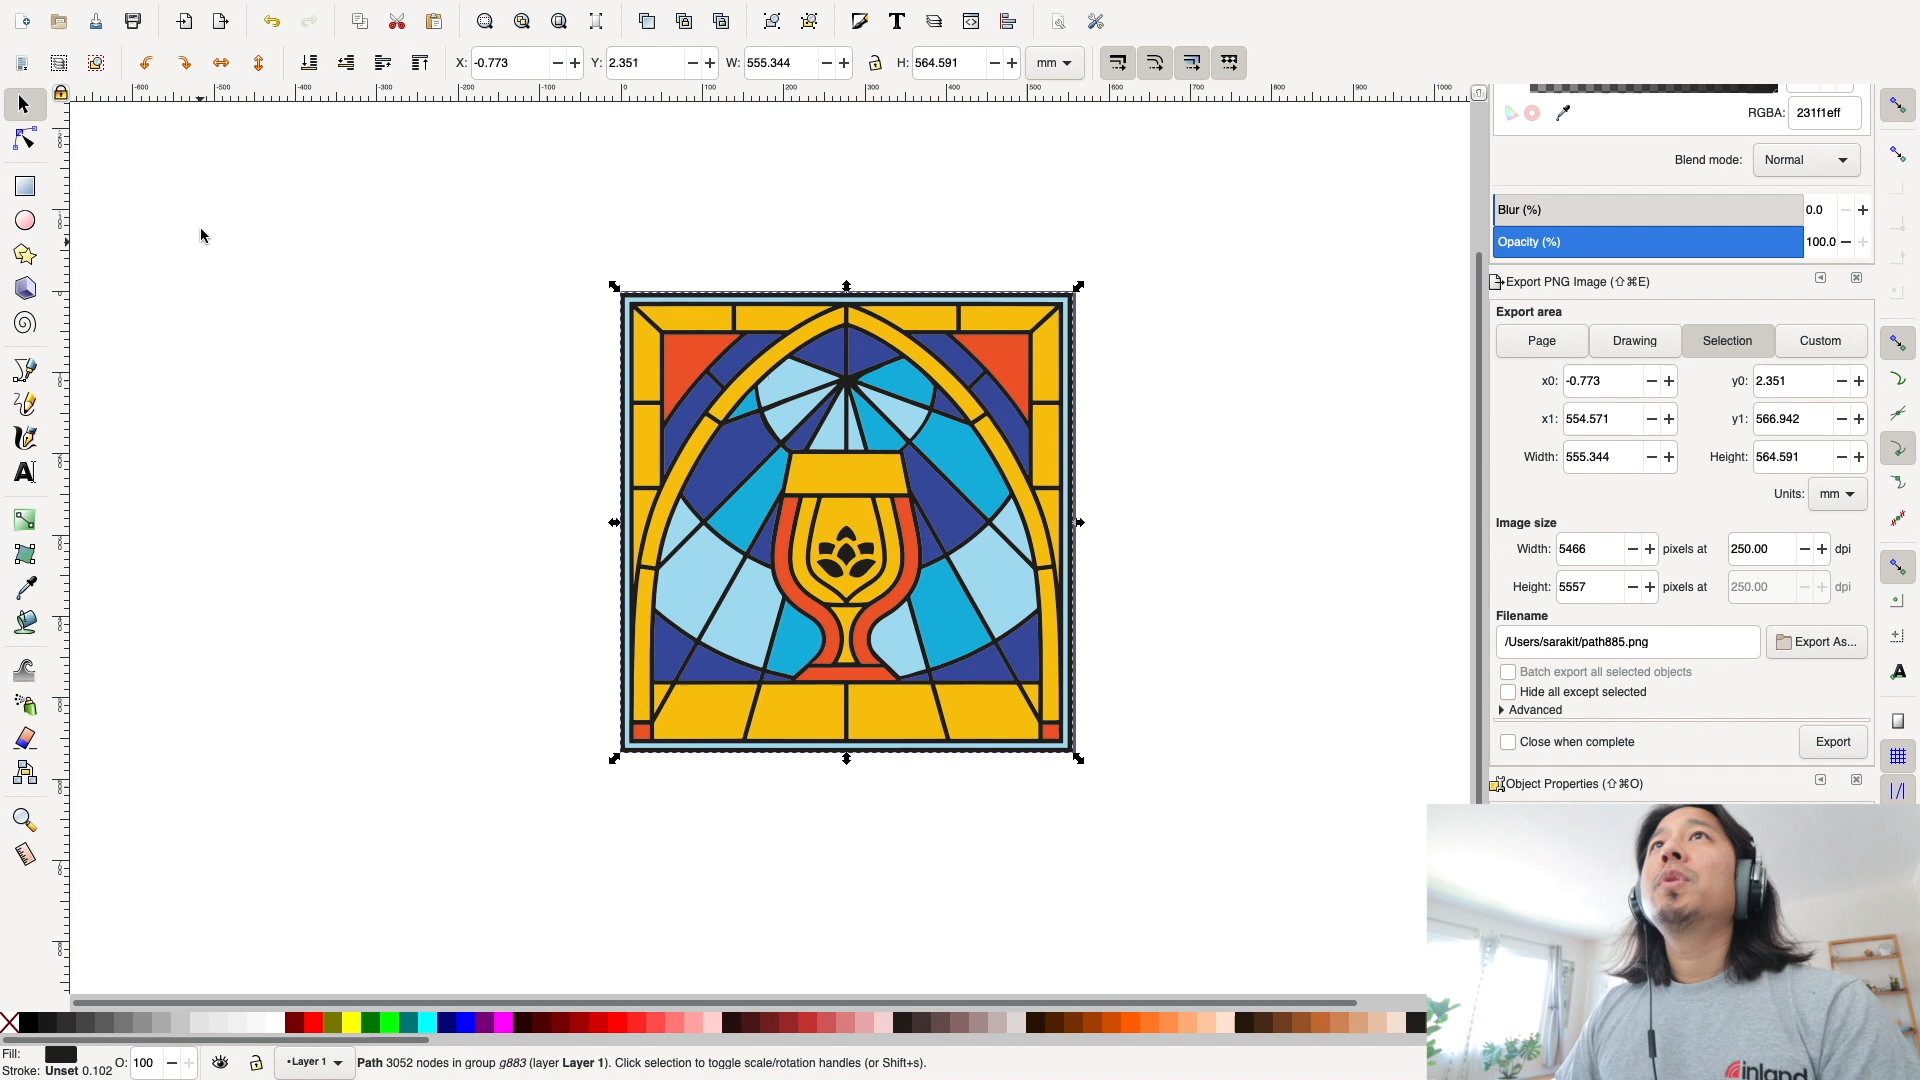 X: -0.773 Y: 2.351 W: 555.344 H: 564.591 mm
RGBA: 231f1eff
Blend mode: Normal
Blur (%) 0.0
Opacity (%) 100.0
Export PNG Image (⇧⌘E)
Export area
Page Drawing Selection Custom
x0: -0.773 y0: 2.351
x1: 554.571 y1: 566.942
Width: 555.344 Height: 564.591
Units: mm
Image size
Width: 5466 pixels at 250.00 dpi
Height: 5557 pixels at 250.00 dpi
Filename
/Users/sarakit/path885.png Export As...
Batch export all selected objects
Hide all except selected
Advanced
Close when complete Export
Object Properties (⇧⌘O)
inland
Fill:
Stroke: Unset 0.102 O: 100 •Layer 1 Path 3052 nodes in group g883 (layer Layer 1). Click selection to toggle scale/rotation handles (or Shift+s).